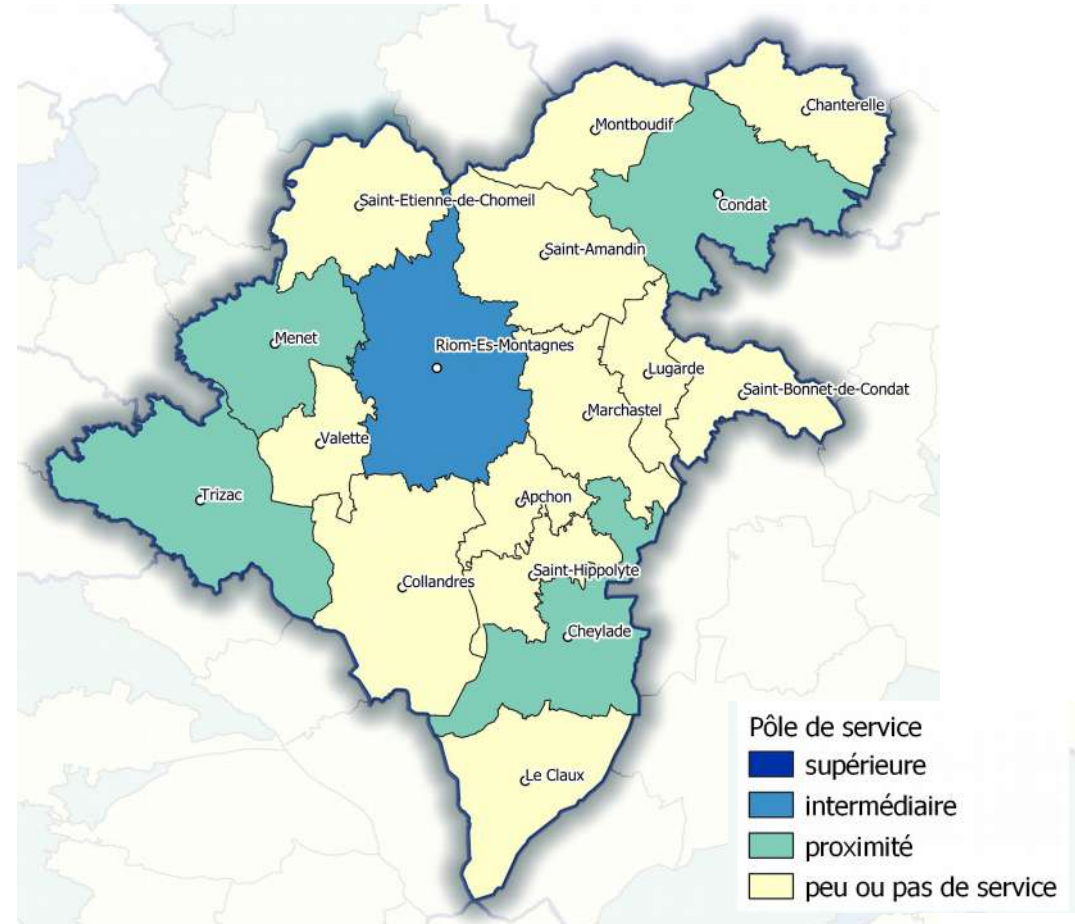 Chanterelle
Montboudif
Condat
Saint-Etienne-de-Chomeil
Saint-Amandin
Menet
Riom-Es-Montagnes
Lugarde
Saint-Bonnet-de-Condat
Marchastel
Valette
Trizac
Apchon
Saint-Hippolyte
Collandres
Cheylade
Le Claux
Pôle de service
supérieure
intermédiaire
proximité
peu ou pas de service